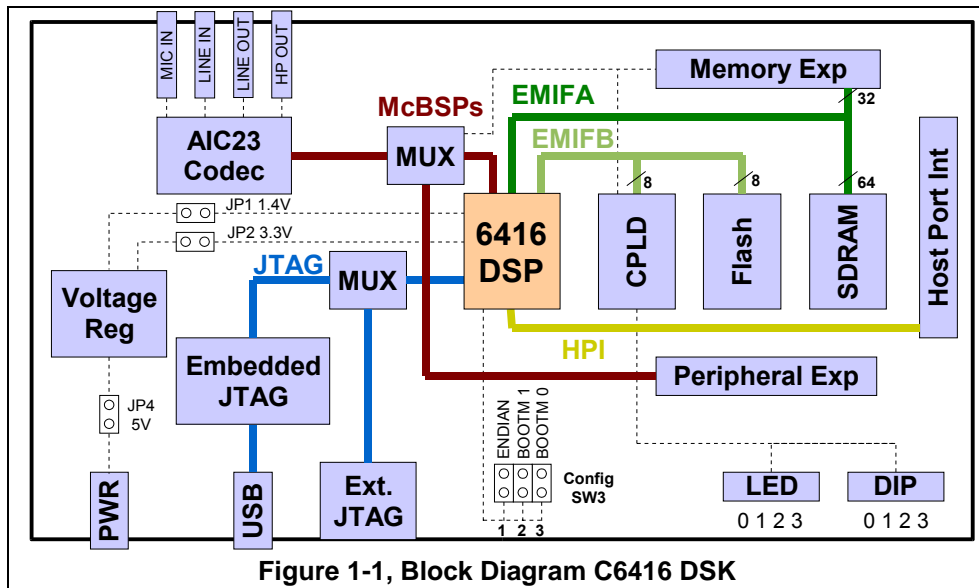 MIC IN
LINE IN
LINE OUT
HP OUT
Memory Exp
32
EMIFA
McBSPs
AIC23
Codec
MUX
EMIFB
8
8
64
JP1 1.4V
JP2 3.3V
6416
DSP
CPLD
Flash
SDRAM
Host Port Int
JTAG
MUX
Voltage
Reg
HPI
Embedded
JTAG
Peripheral Exp
JP4
5V
ENDIAN
BOOTM 1
BOOTM 0
Config
SW3
1 2 3
PWR
USB
Ext.
JTAG
LED
DIP
0 1 2 3
0 1 2 3
Figure 1-1, Block Diagram C6416 DSK